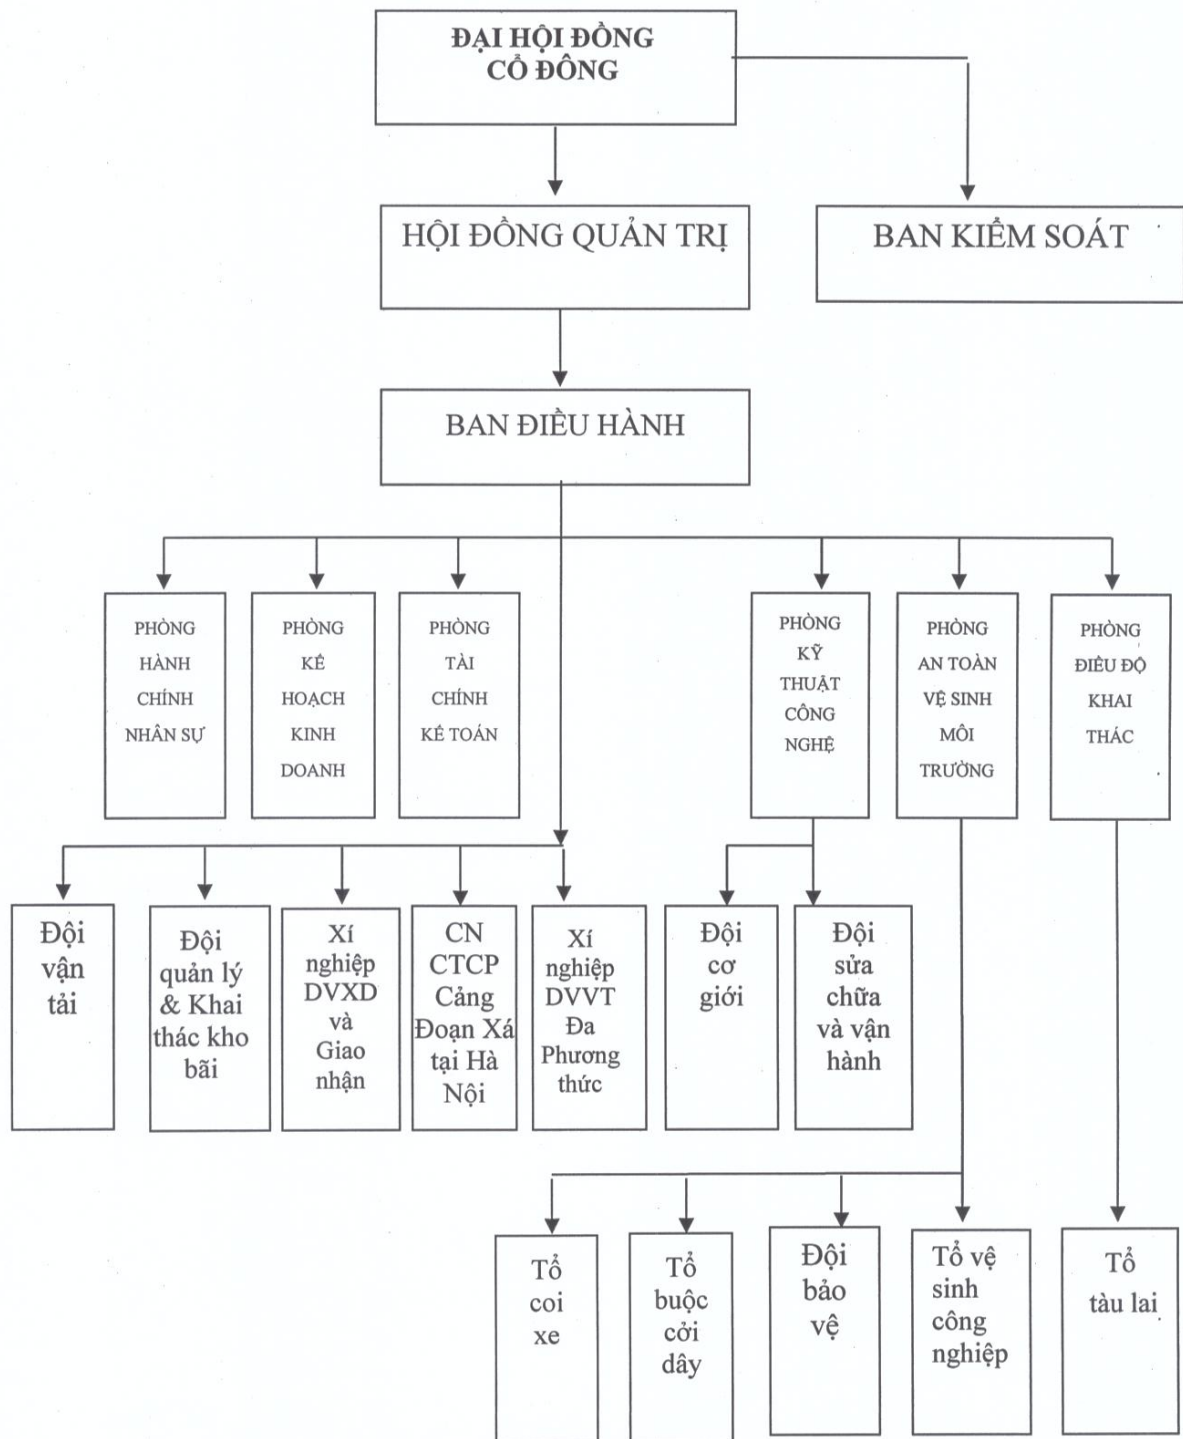 ĐẠI HỘI ĐỒNG
CỔ ĐÔNG
HỘI ĐỒNG QUẢN TRỊ
BAN KIỂM SOÁT
BAN ĐIỀU HÀNH
PHÒNG
HÀNH
CHÍNH
NHÂN SỰ
PHÒNG
KẾ
HOẠCH
KINH
DOANH
PHÒNG
TÀI
CHÍNH
KẾ TOÁN
PHÒNG
KỸ
THUẬT
CÔNG
NGHỆ
PHÒNG
AN TOÀN
VỆ SINH
MÔI
TRƯỜNG
PHÒNG
ĐIỀU ĐỘ
KHAI
THÁC
Đội
vận
tải
Đội
quản lý
& Khai
thác kho
bãi
Xí
nghiệp
DVXD
và
Giao
nhận
CN
CTCP
Cảng
Đoạn Xá
tại Hà
Nội
Xí
nghiệp
DVVT
Đa
Phương
thức
Đội
cơ
giới
Đội
sửa
chữa
và vận
hành
Tổ
coi
xe
Tổ
buộc
cởi
dây
Đội
bảo
vệ
Tổ vệ
sinh
công
nghiệp
Tổ
tàu lai